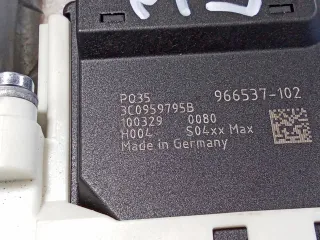 PQ35 966537-102
3C0959795B
100329 0080
H004 S04xx Max
Made in Germany